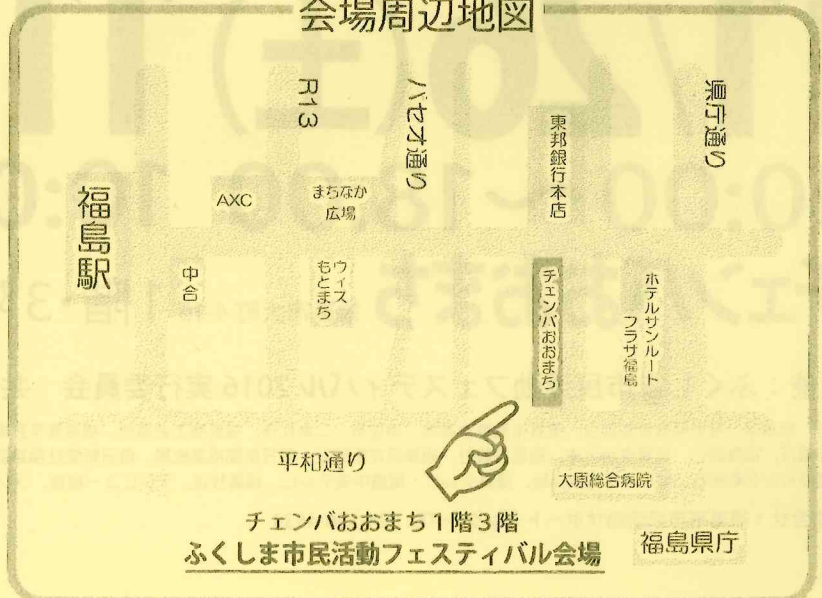 会場周辺地図
R13
パセオ通り
県庁通り
東邦銀行本店
福島駅
AXC
まちなか
広場
中合
ウィズ
もとまち
チェンバおおまち
ホテルサンルート
プラザ福島
平和通り
大原総合病院
チェンバおおまち1階3階
ふくしま市民活動フェスティバル会場
福島県庁